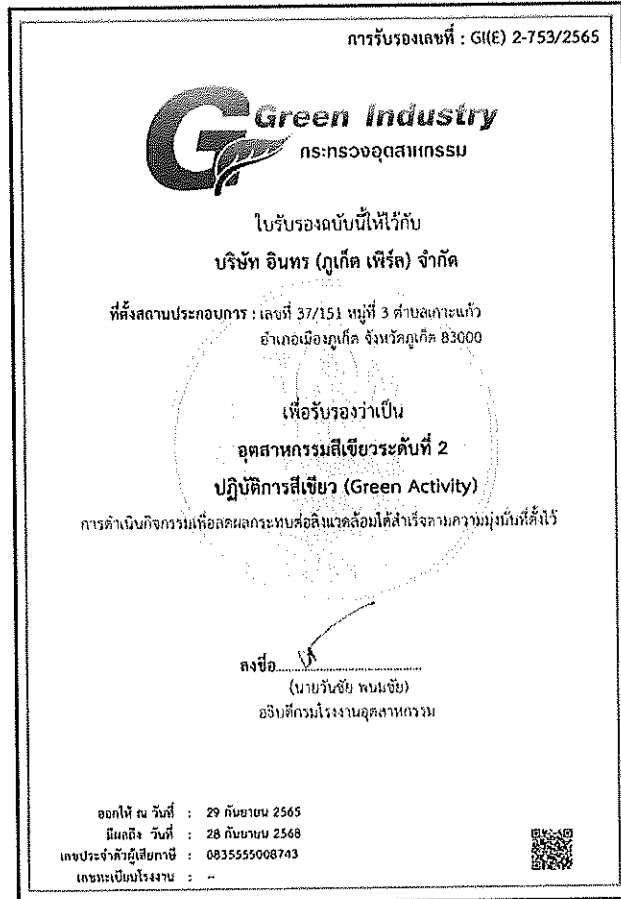 การรับรองเลขที่ : GI(E) 2-753/2565
Green Industry
กระทรวงอุตสาหกรรม
ใบรับรองฉบับนี้ให้ไว้กับ
บริษัท อินทร (ภูเก็ต เพิร์ล) จำกัด
ที่ตั้งสถานประกอบการ : เลขที่ 37/151 หมู่ที่ 3 ตำบลเกาะแก้ว
อำเภอเมืองภูเก็ต จังหวัดภูเก็ต 83000
เพื่อรับรองว่าเป็น
อุตสาหกรรมสีเขียวระดับที่ 2
ปฏิบัติการสีเขียว (Green Activity)
การดำเนินกิจกรรมเพื่อลดผลกระทบต่อสิ่งแวดล้อมได้สำเร็จตามความมุ่งมั่นที่ตั้งไว้
ลงชื่อ
(นายวันชัย พนมชัย)
อธิบดีกรมโรงงานอุตสาหกรรม
ออกให้ ณ วันที่ : 29 กันยายน 2565
มีผลถึง วันที่ : 28 กันยายน 2568
เลขประจำตัวผู้เสียภาษี : 0835555008743
เลขทะเบียนโรงงาน : --